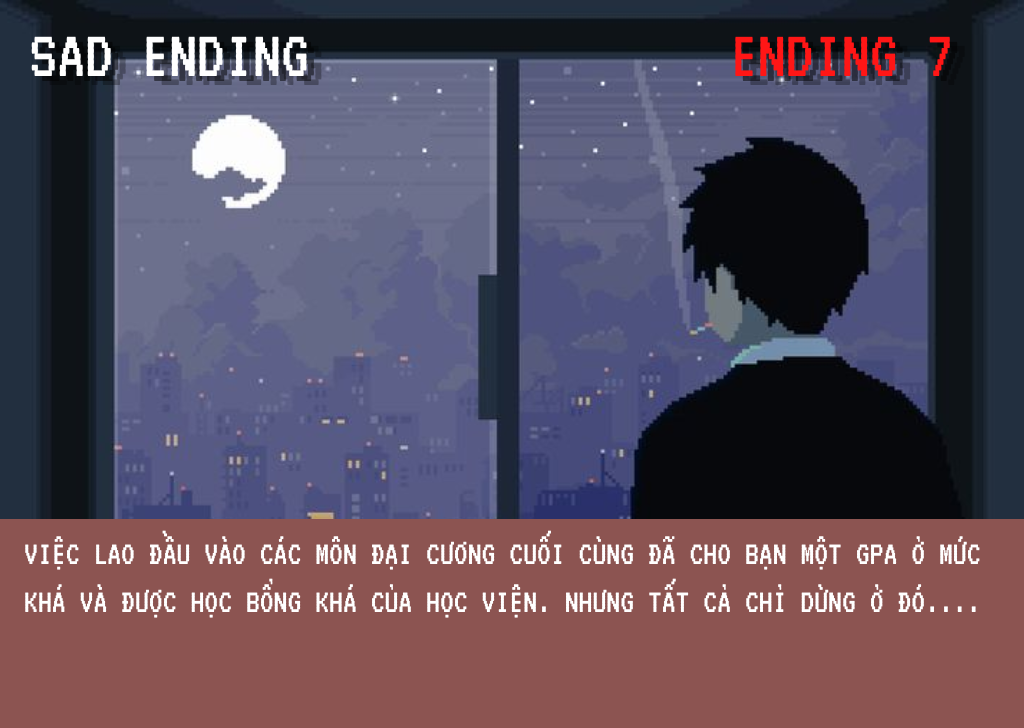 SAD ENDING
ENDING 7
VIỆC LAO ĐẦU VÀO CÁC MÔN ĐẠI CƯƠNG CUỐI CÙNG ĐÃ CHO BẠN MỘT GPA Ở MỨC
KHÁ VÀ ĐƯỢC HỌC BỔNG KHÁ CỦA HỌC VIỆN. NHƯNG TẤT CẢ CHỈ DỪNG Ở ĐÓ....